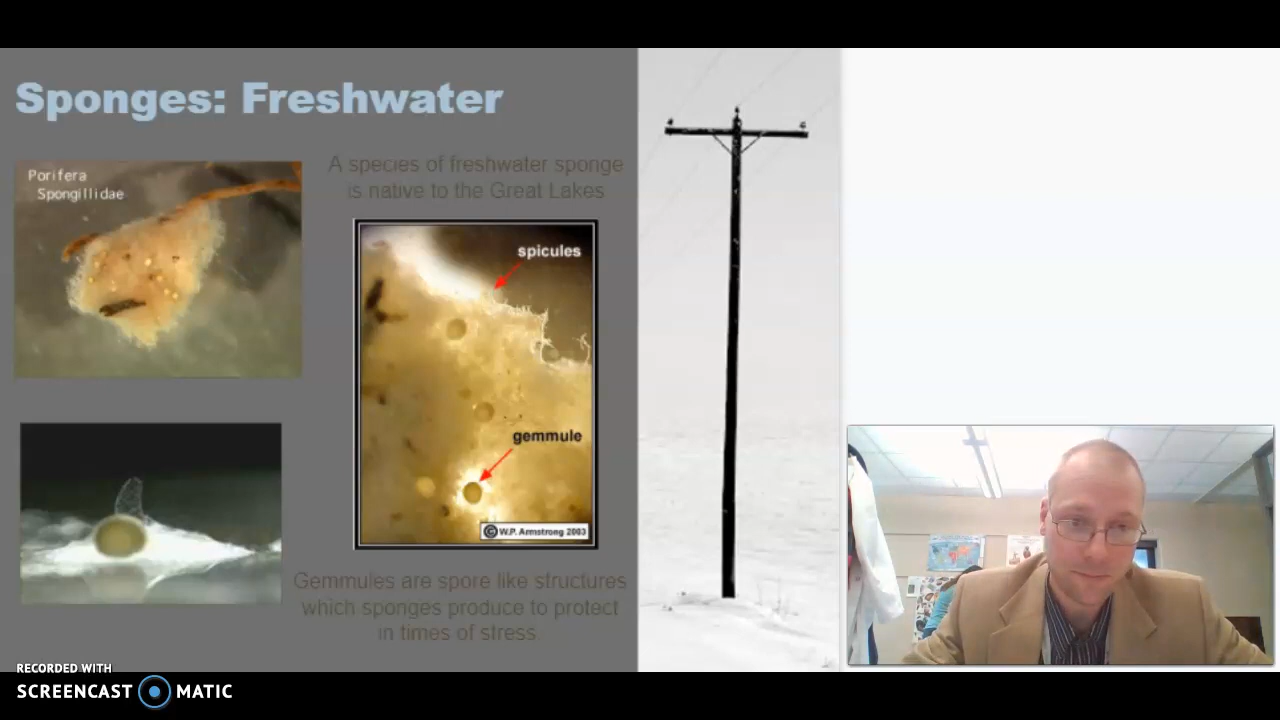 Sponges: Freshwater
Porifera
Spongillidae
A species of freshwater sponge
is native to the Great Lakes
spicules
gemmule
©W.P. Armstrong 2003
Gemmules are spore like structures
which sponges produce to protect
in times of stress.
RECORDED WITH
SCREENCAST MATIC